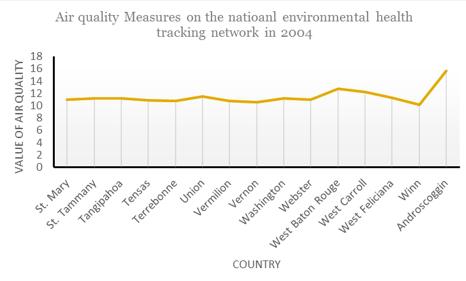 Air quality Measures on the natioanl environmental health
tracking network in 2004
VALUE OF AIR QUALITY
18
16
14
12
10
8
6
4
2
0
St. Mary
St. Tammany
Tangipahoa
Tensas
Terrebonne
Union
Vermilion
Vernon
Washington
Webster
West Baton Rouge
West Carroll
West Feliciana
Winn
Androscoggin
COUNTRY